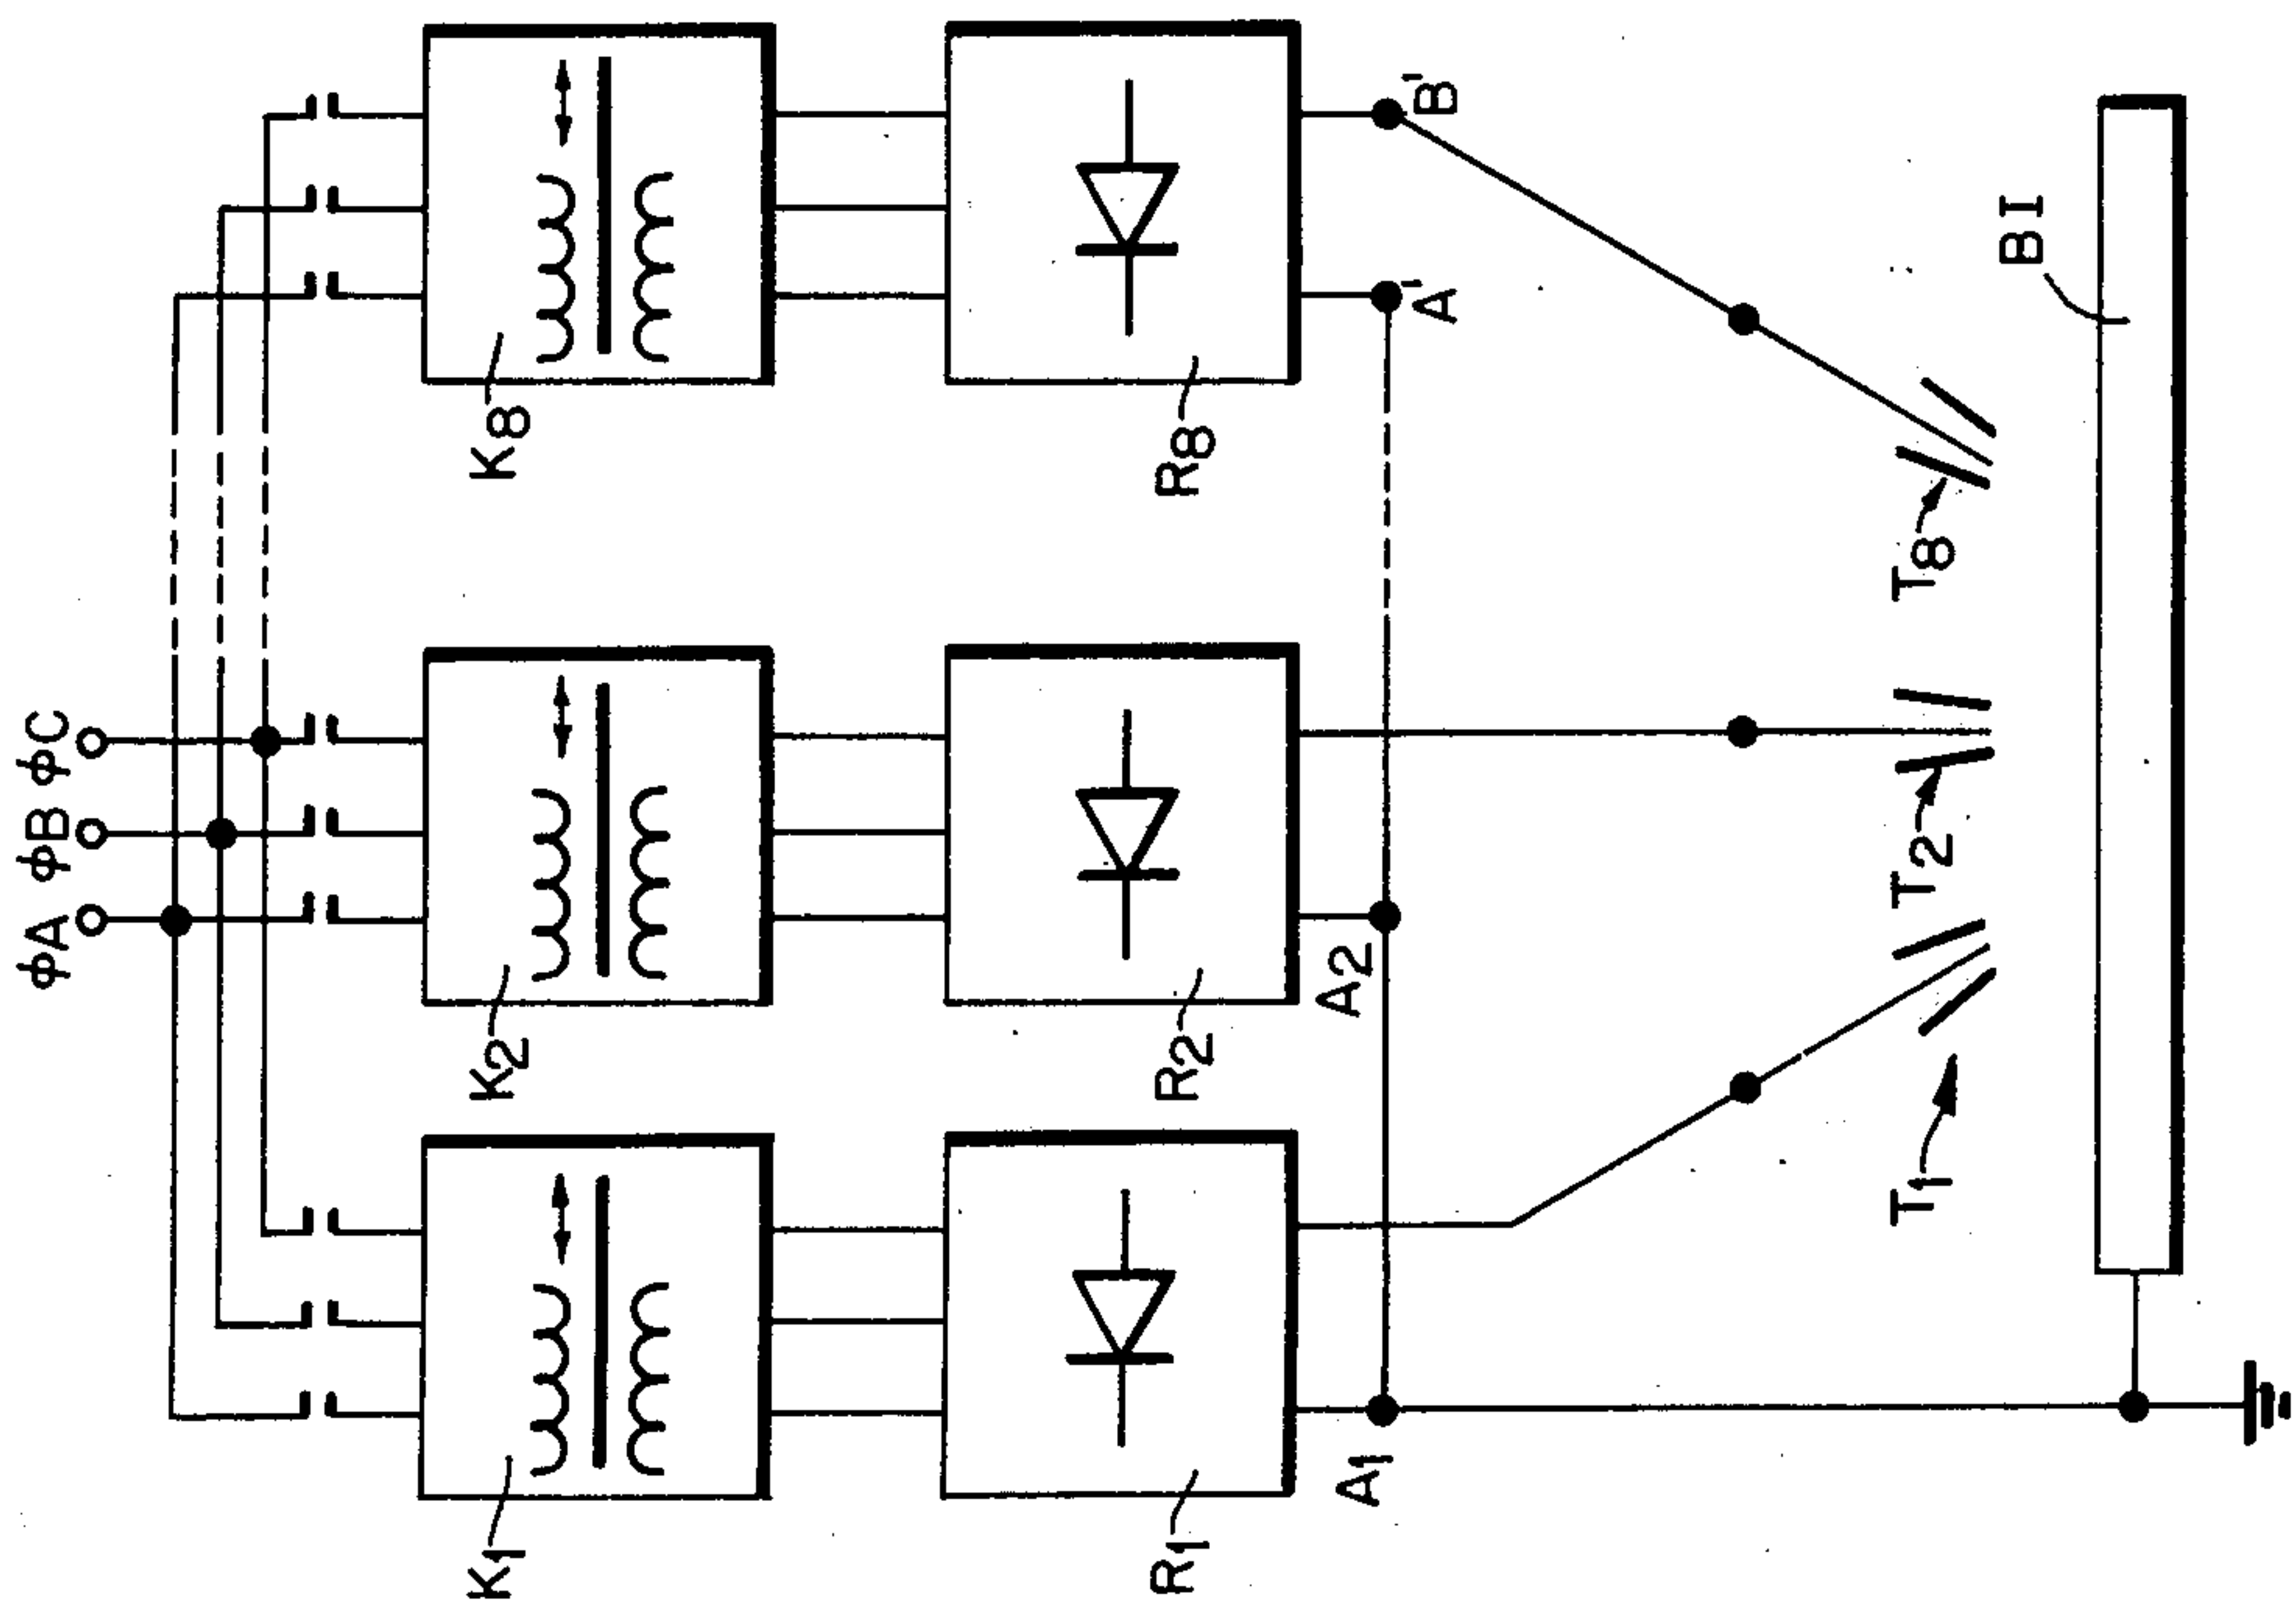 φA φB φC
K1 K2 K8
R1 R2 R8
A1 A2 A' B'
T1 T2 T8
BI